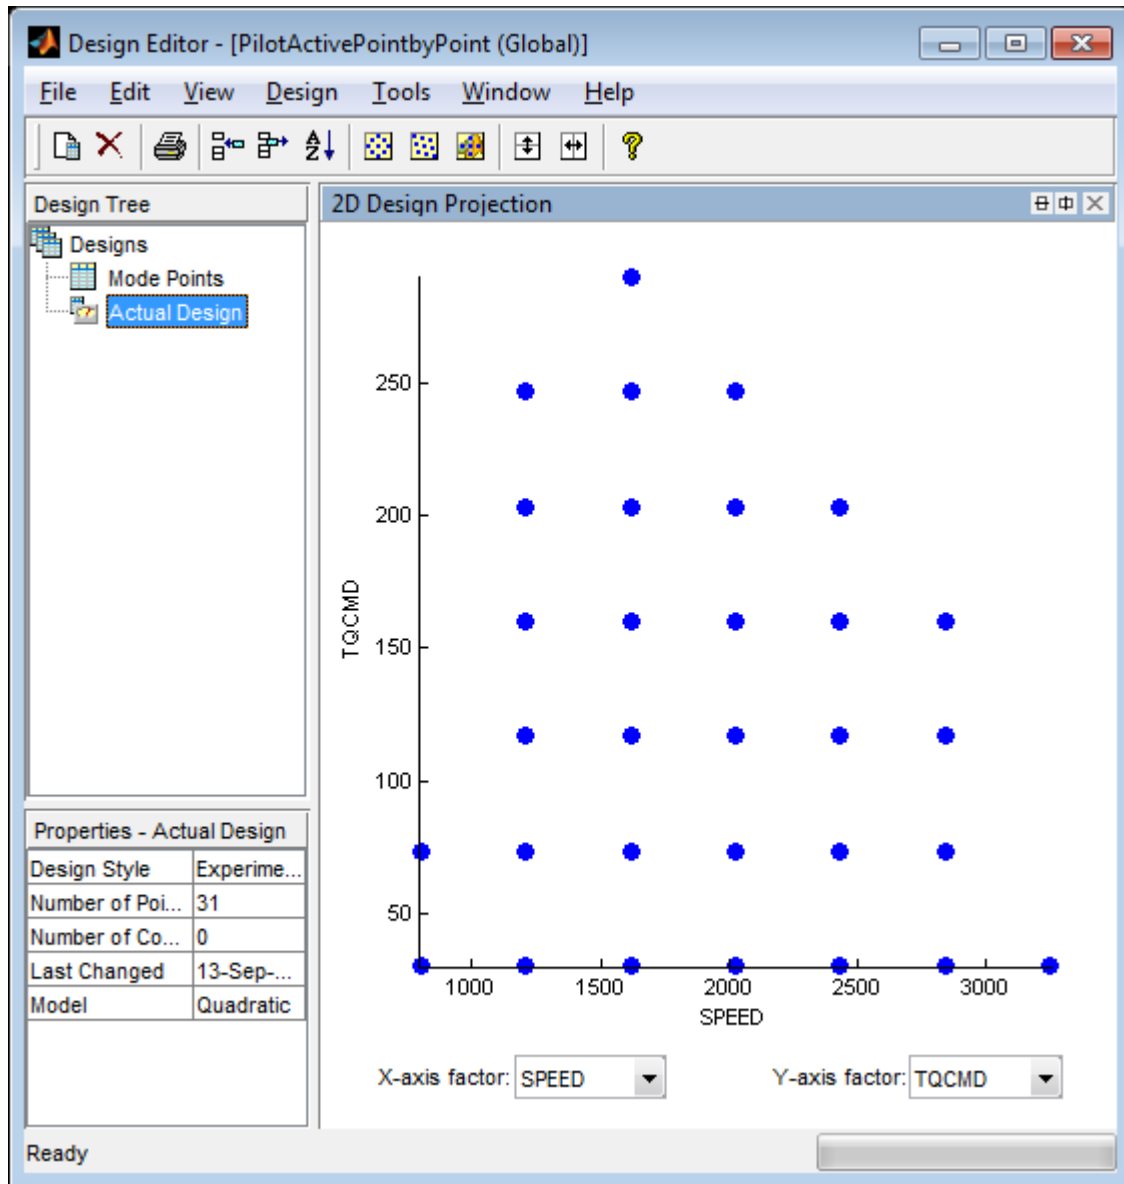 Design Editor - [PilotActivePointbyPoint (Global)]
File Edit View Design Tools Window Help
Design Tree
Designs
Mode Points
Actual Design
Properties - Actual Design
Design Style Experime...
Number of Poi... 31
Number of Co... 0
Last Changed 13-Sep-...
Model Quadratic
2D Design Projection
250
200
150
100
50
TQCMD
1000 1500 2000 2500 3000
SPEED
X-axis factor: SPEED Y-axis factor: TQCMD
Ready